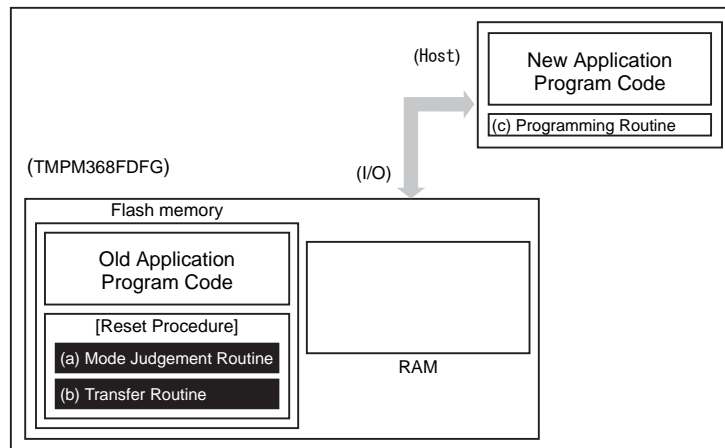 (Host)
New Application
Program Code
(c) Programming Routine
(TMPM368FDFG)
(I/O)
Flash memory
Old Application
Program Code
[Reset Procedure]
(a) Mode Judgement Routine
(b) Transfer Routine
RAM